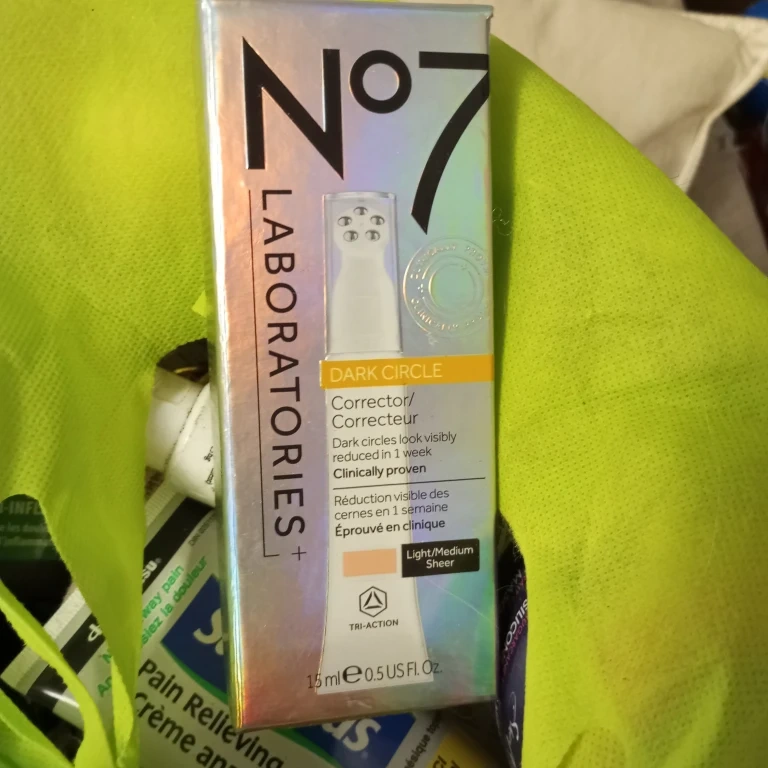 No7
LABORATORIES+
DARK CIRCLE
Corrector/
Correcteur
Dark circles look visibly
reduced in 1 week
Clinically proven
Réduction visible des
cernes en 1 semaine
Éprouvé en clinique
Light/Medium
Sheer
TRI-ACTION
15 ml e 0.5 US Fl. Oz.
way pain
Pain Relieving
Crème